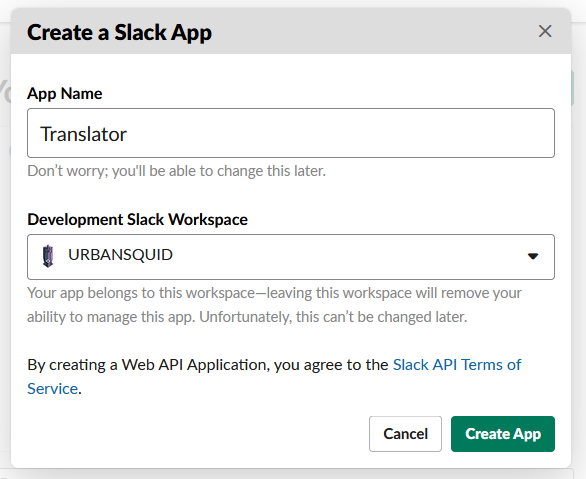 Create a Slack App
App Name
Translator
Don't worry; you'll be able to change this later.
Development Slack Workspace
URBANSQUID
Your app belongs to this workspace—leaving this workspace will remove your
ability to manage this app. Unfortunately, this can't be changed later.
By creating a Web API Application, you agree to the Slack API Terms of
Service.
Cancel
Create App